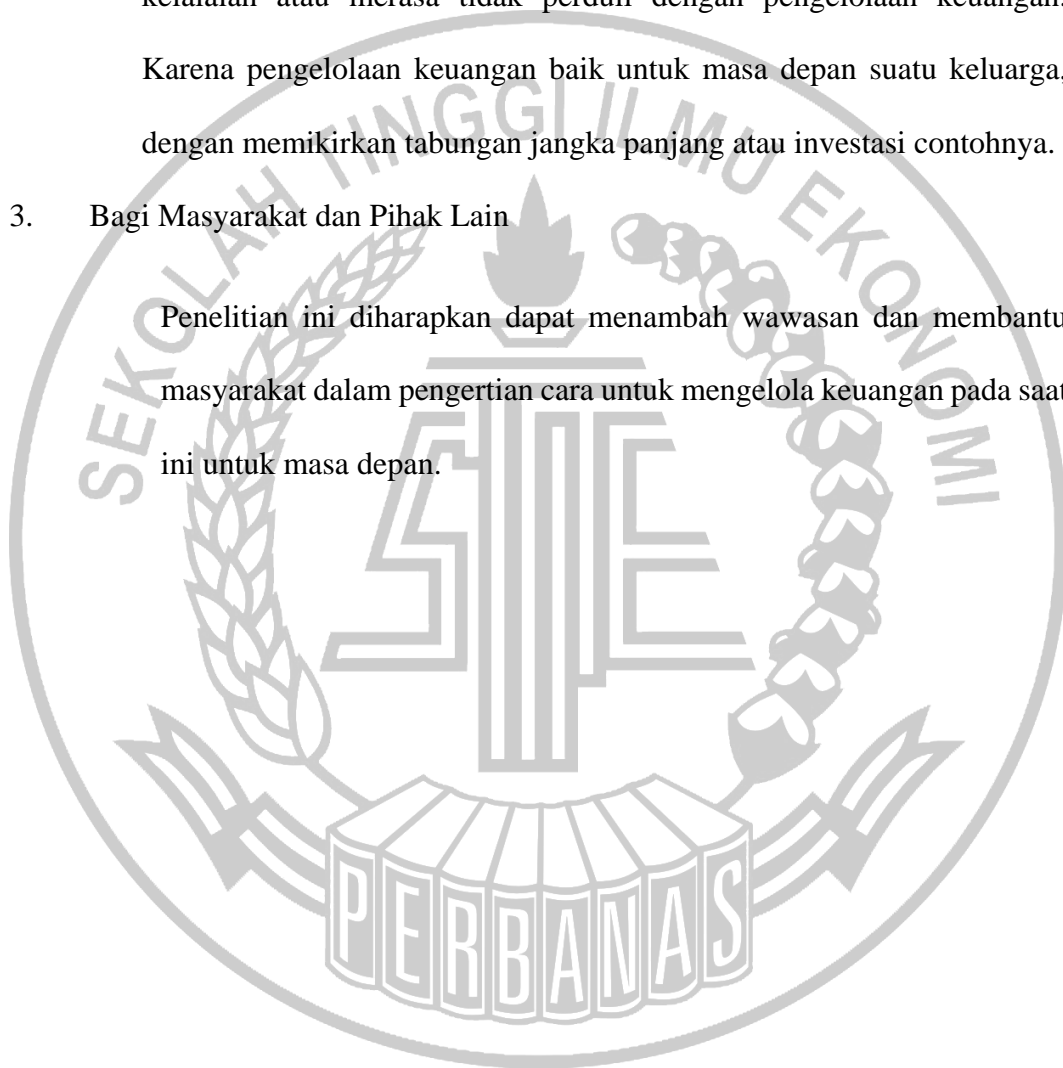 kelalaian atau merasa tidak perduli dengan pengelolaan keuangan.
Karena pengelolaan keuangan baik untuk masa depan suatu keluarga,
dengan memikirkan tabungan jangka panjang atau investasi contohnya.
3. Bagi Masyarakat dan Pihak Lain
Penelitian ini diharapkan dapat menambah wawasan dan membantu
masyarakat dalam pengertian cara untuk mengelola keuangan pada saat
ini untuk masa depan.
SEKOLAH TINGGI ILMU EKONOMI
PERBANAS